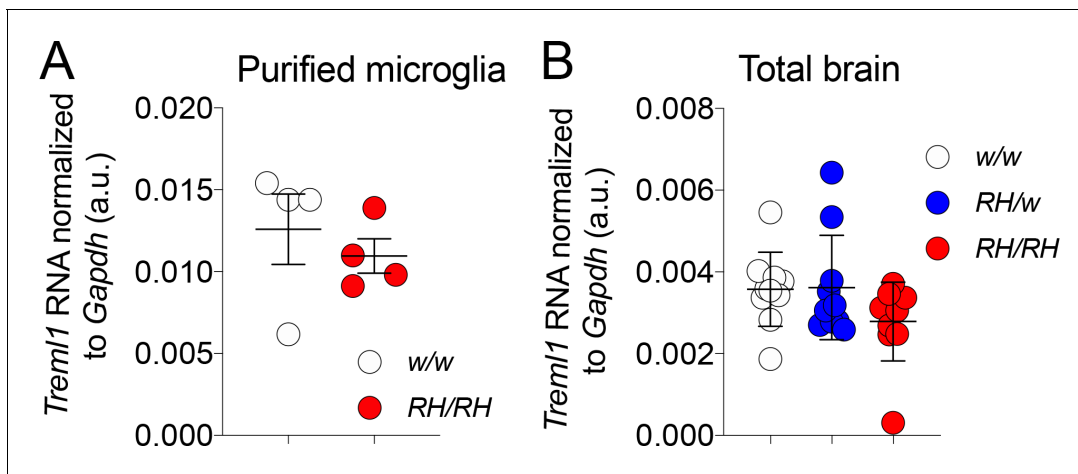 A
Purified microglia
Treml1 RNA normalized
to Gapdh (a.u.)
0.020
0.015
0.010
0.005
0.000
w/w
RH/RH
B
Total brain
Treml1 RNA normalized
to Gapdh (a.u.)
0.008
0.006
0.004
0.002
0.000
w/w
RH/w
RH/RH